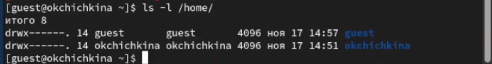 [guest@okchichkina ~]$ ls -l /home/
итого 8
drwx------. 14 guest guest 4096 ноя 17 14:57 guest
drwx------. 14 okchichkina okchichkina 4096 ноя 17 14:51 okchichkina
[guest@okchichkina ~]$